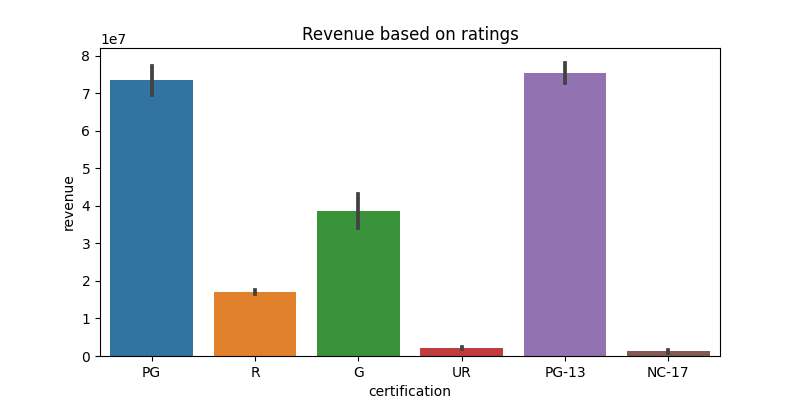 Revenue based on ratings
1e7
8
7
6
5
4
3
2
1
0
revenue
PG R G UR PG-13 NC-17
certification